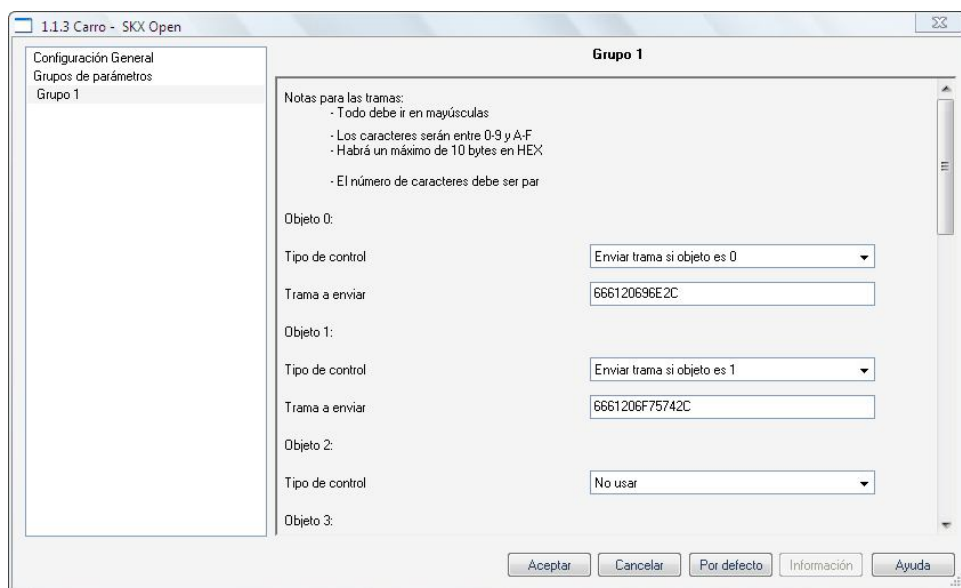 1.1.3 Carro - SKX Open
Configuración General
Grupos de parámetros
Grupo 1
Grupo 1
Notas para las tramas:
- Todo debe ir en mayúsculas
- Los caracteres serán entre 0-9 y A-F
- Habrá un máximo de 10 bytes en HEX
- El número de caracteres debe ser par
Objeto 0:
Tipo de control Enviar trama si objeto es 0
Trama a enviar 666120696E2C
Objeto 1:
Tipo de control Enviar trama si objeto es 1
Trama a enviar 6661206F75742C
Objeto 2:
Tipo de control No usar
Objeto 3:
Aceptar Cancelar Por defecto Información Ayuda